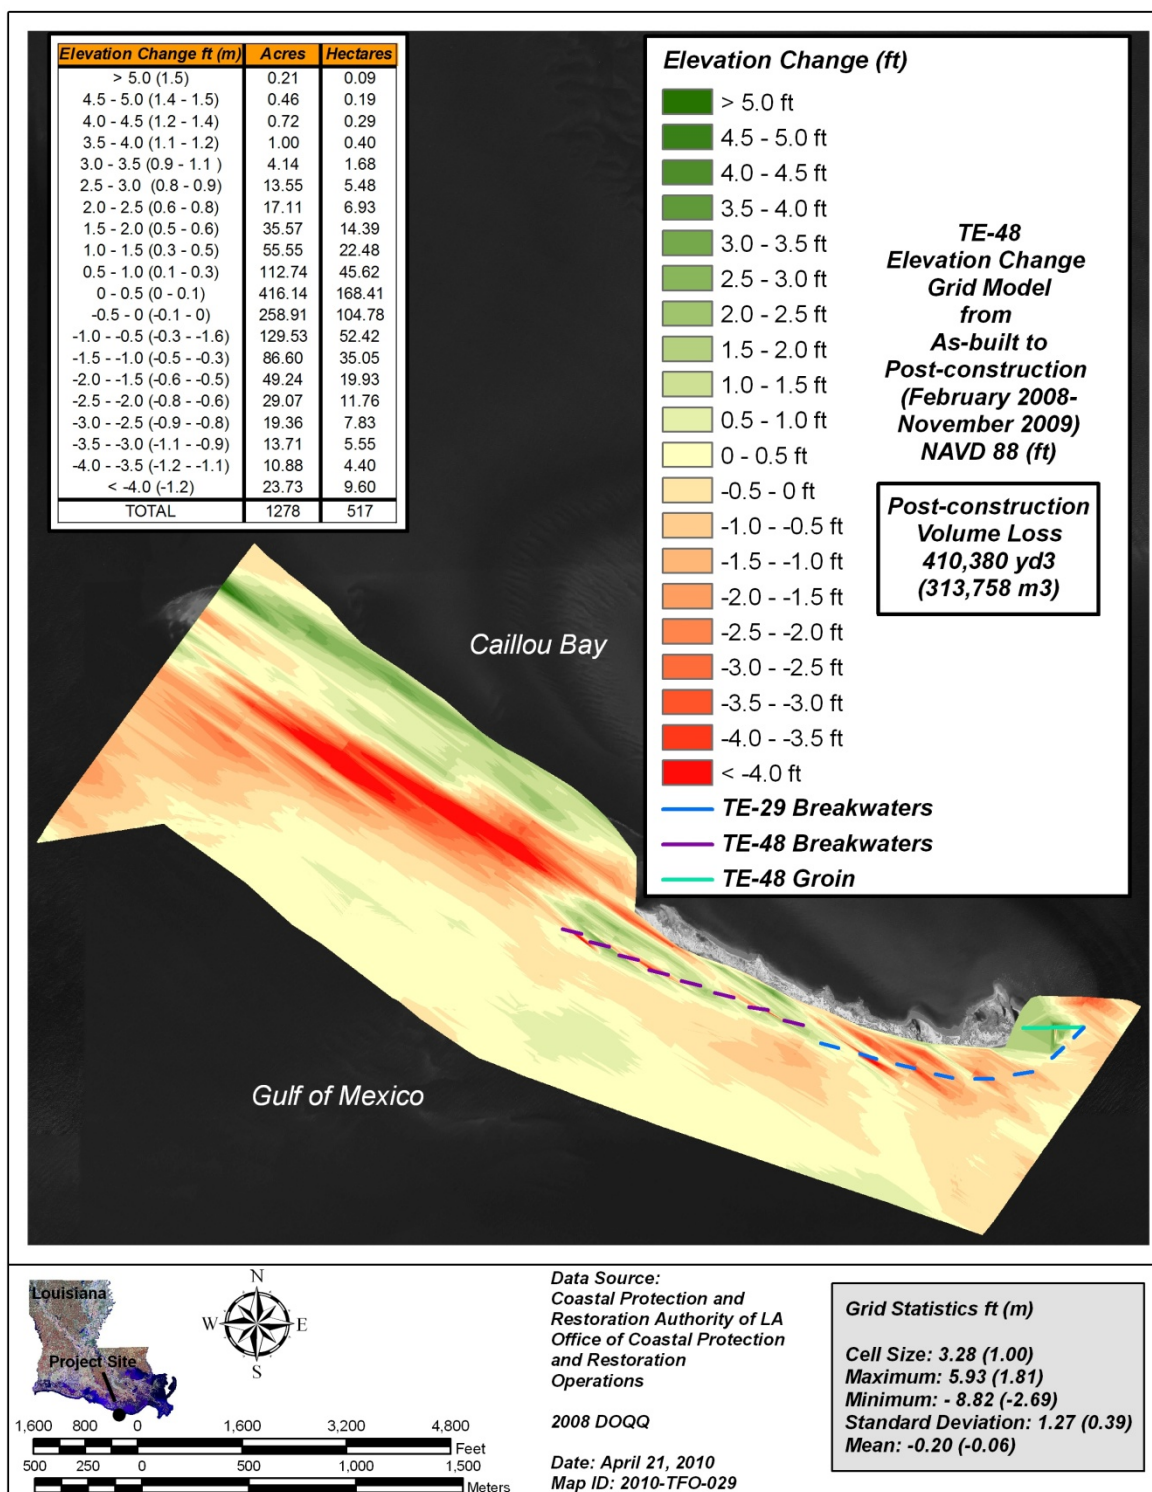 Elevation Change ft (m) Acres Hectares
> 5.0 (1.5) 0.21 0.09
4.5 - 5.0 (1.4 - 1.5) 0.46 0.19
4.0 - 4.5 (1.2 - 1.4) 0.72 0.29
3.5 - 4.0 (1.1 - 1.2) 1.00 0.40
3.0 - 3.5 (0.9 - 1.1 ) 4.14 1.68
2.5 - 3.0 (0.8 - 0.9) 13.55 5.48
2.0 - 2.5 (0.6 - 0.8) 17.11 6.93
1.5 - 2.0 (0.5 - 0.6) 35.57 14.39
1.0 - 1.5 (0.3 - 0.5) 55.55 22.48
0.5 - 1.0 (0.1 - 0.3) 112.74 45.62
0 - 0.5 (0 - 0.1) 416.14 168.41
-0.5 - 0 (-0.1 - 0) 258.91 104.78
-1.0 - -0.5 (-0.3 - -1.6) 129.53 52.42
-1.5 - -1.0 (-0.5 - -0.3) 86.60 35.05
-2.0 - -1.5 (-0.6 - -0.5) 49.24 19.93
-2.5 - -2.0 (-0.8 - -0.6) 29.07 11.76
-3.0 - -2.5 (-0.9 - -0.8) 19.36 7.83
-3.5 - -3.0 (-1.1 - -0.9) 13.71 5.55
-4.0 - -3.5 (-1.2 - -1.1) 10.88 4.40
< -4.0 (-1.2) 23.73 9.60
TOTAL 1278 517
Elevation Change (ft)
> 5.0 ft
4.5 - 5.0 ft
4.0 - 4.5 ft
3.5 - 4.0 ft
3.0 - 3.5 ft
2.5 - 3.0 ft
2.0 - 2.5 ft
1.5 - 2.0 ft
1.0 - 1.5 ft
0.5 - 1.0 ft
0 - 0.5 ft
-0.5 - 0 ft
-1.0 - -0.5 ft
-1.5 - -1.0 ft
-2.0 - -1.5 ft
-2.5 - -2.0 ft
-3.0 - -2.5 ft
-3.5 - -3.0 ft
-4.0 - -3.5 ft
< -4.0 ft
TE-29 Breakwaters
TE-48 Breakwaters
TE-48 Groin
TE-48
Elevation Change
Grid Model
from
As-built to
Post-construction
(February 2008-
November 2009)
NAVD 88 (ft)
Post-construction
Volume Loss
410,380 yd3
(313,758 m3)
Caillou Bay
Gulf of Mexico
Louisiana
Project Site
N
W E
S
1,600 800 0 1,600 3,200 4,800
Feet
500 250 0 500 1,000 1,500
Meters
Data Source:
Coastal Protection and
Restoration Authority of LA
Office of Coastal Protection
and Restoration
Operations
2008 DOQQ
Date: April 21, 2010
Map ID: 2010-TFO-029
Grid Statistics ft (m)
Cell Size: 3.28 (1.00)
Maximum: 5.93 (1.81)
Minimum: - 8.82 (-2.69)
Standard Deviation: 1.27 (0.39)
Mean: -0.20 (-0.06)